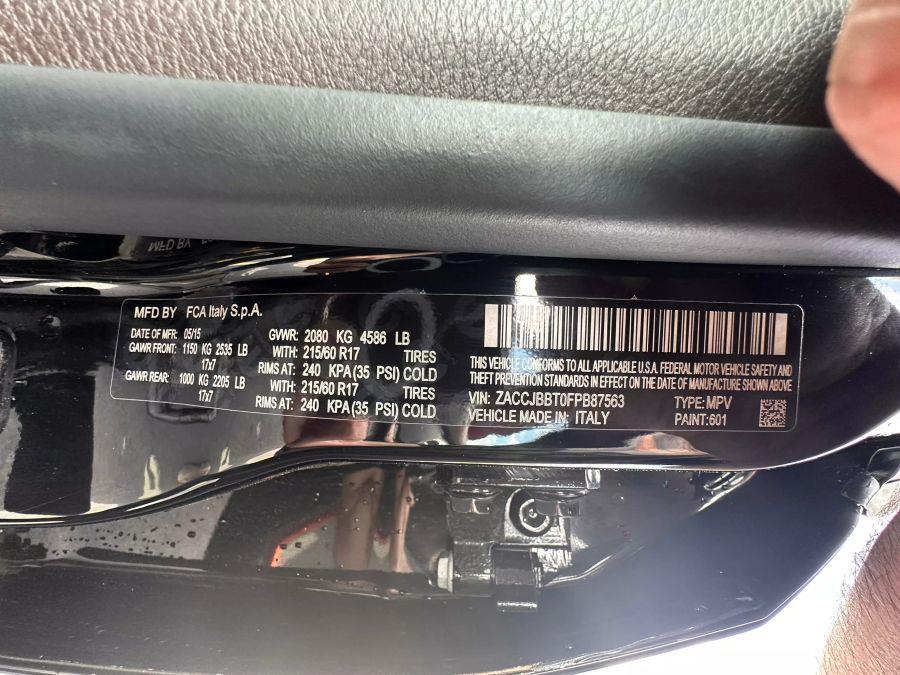 MFD BY
MFD BY FCA Italy S.p.A.
DATE OF MFR: 05/15
GVWR: 2080 KG 4586 LB
GAWR FRONT: 1150 KG 2535 LB
WITH: 215/60 R17 TIRES
17x7
RIMS AT: 240 KPA (35 PSI) COLD
GAWR REAR: 1000 KG 2205 LB
WITH: 215/60 R17 TIRES
17x7
RIMS AT: 240 KPA (35 PSI) COLD
THIS VEHICLE CONFORMS TO ALL APPLICABLE U.S.A. FEDERAL MOTOR VEHICLE SAFETY AND
THEFT PREVENTION STANDARDS IN EFFECT ON THE DATE OF MANUFACTURE SHOWN ABOVE
VIN: ZACCJBBT0FPB87563 TYPE: MPV
VEHICLE MADE IN: ITALY PAINT: 601